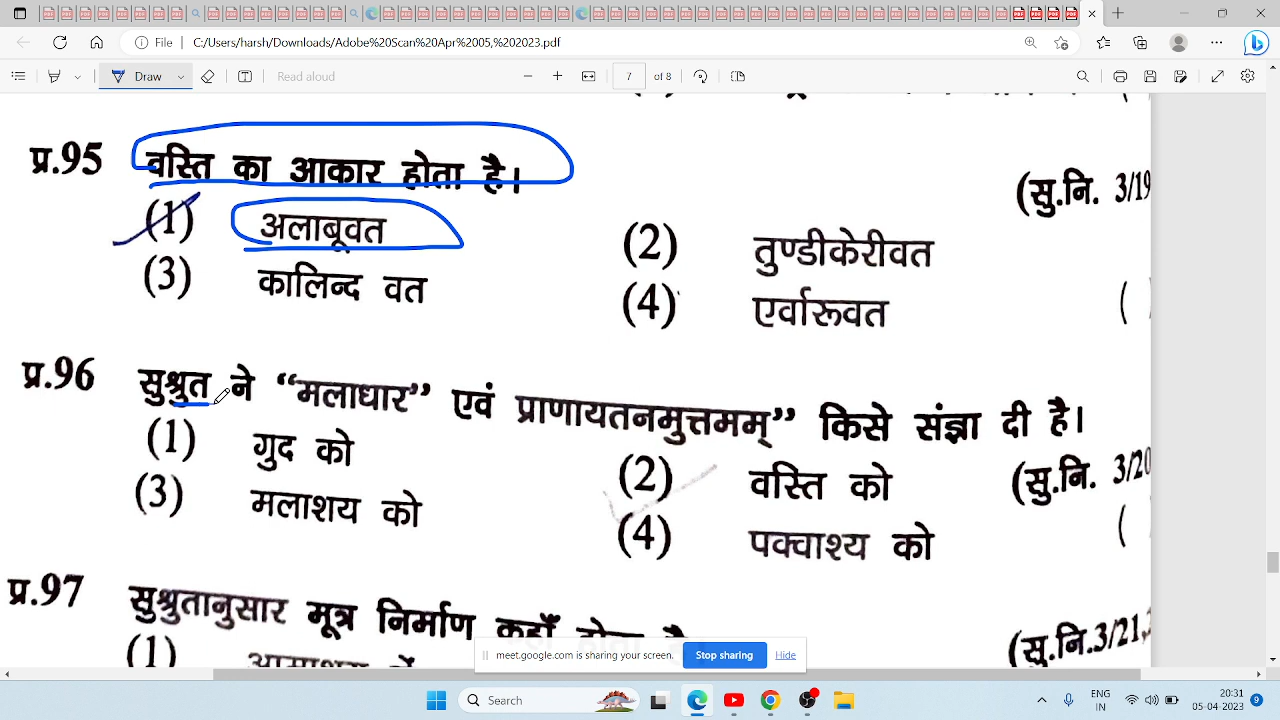 File
C:/Users/harsh/Downloads/Adobe%20Scan%20Apr%2005,%202023.pdf
Draw
Read aloud
7 of 8
प्र.95 वस्ति का आकार होता है।
(सु.नि. 3/19
(1) अलाबूवत (2) तुण्डीकेरीवत
(3) कालिन्द वत (4) एर्वारूवत (
प्र.96 सुश्रुत ने “मलाधार” एवं प्राणायतनमुत्तमम्” किसे संज्ञा दी है।
(1) गुद को (2) वस्ति को (सु.नि. 3/20
(3) मलाशय को (4) पक्वाश्य को (
प्र.97 सुश्रुतानुसार मूत्र निर्माण कहाँ
(सु.नि.3/21,
(1)
meet.google.com is sharing your screen. Stop sharing Hide
Search
ENG
IN
20:31
05-04-2023
9